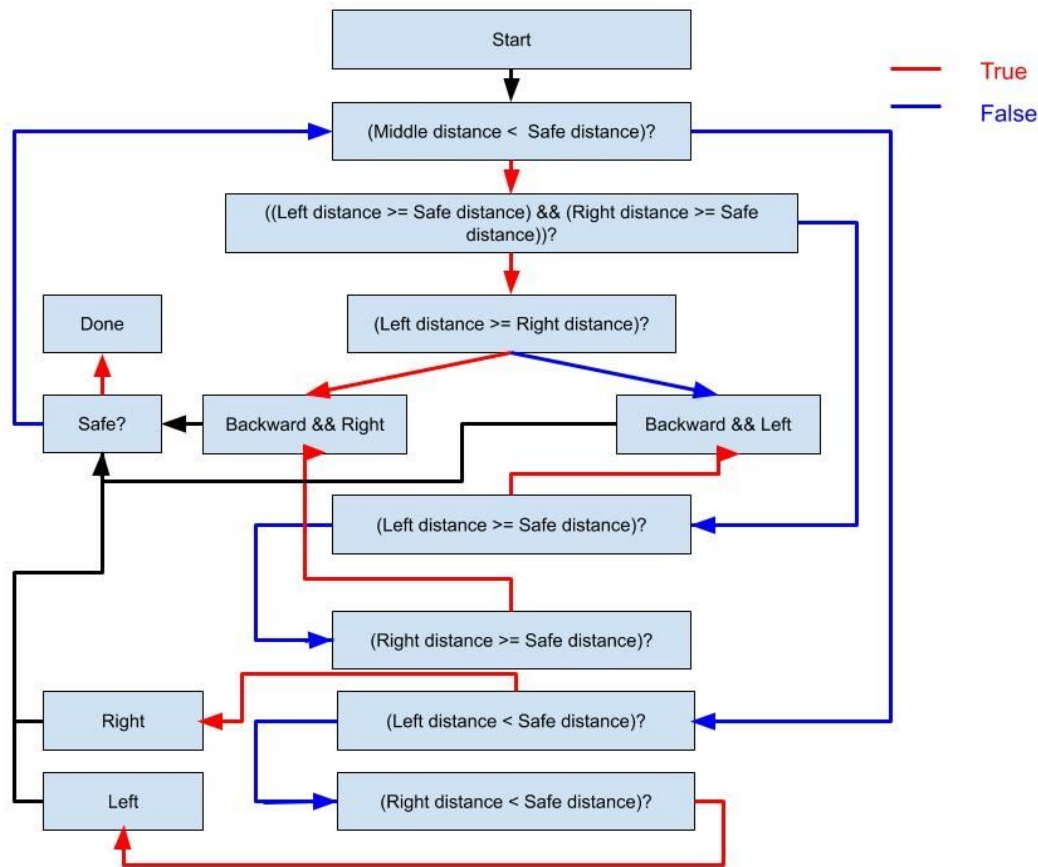 Start
True
False
(Middle distance < Safe distance)?
((Left distance >= Safe distance) && (Right distance >= Safe
distance))?
Done
(Left distance >= Right distance)?
Safe?
Backward && Right
Backward && Left
(Left distance >= Safe distance)?
(Right distance >= Safe distance)?
Right
(Left distance < Safe distance)?
Left
(Right distance < Safe distance)?